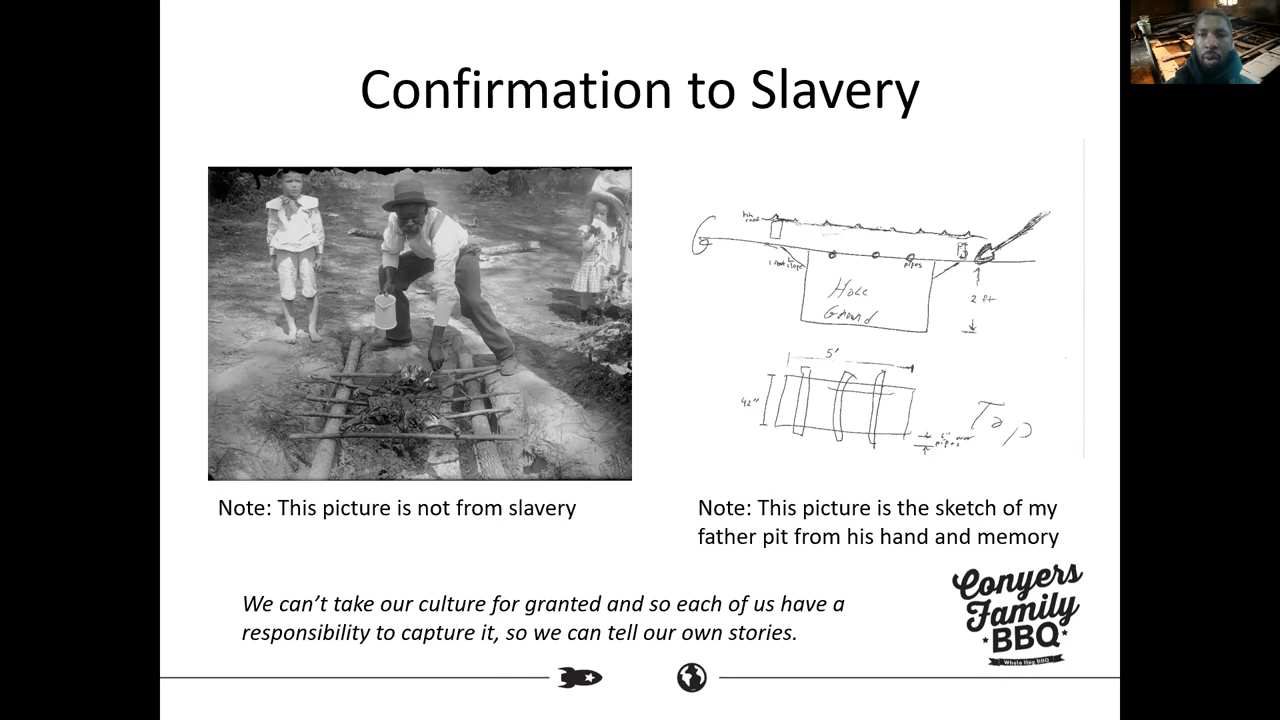 Confirmation to Slavery
Hole
Ground
pipes
2 ft
5'
42"
Top
pipes
Note: This picture is not from slavery
Note: This picture is the sketch of my
father pit from his hand and memory
We can't take our culture for granted and so each of us have a
responsibility to capture it, so we can tell our own stories.
Conyers
Family
BBQ
Whole Hog BBQ